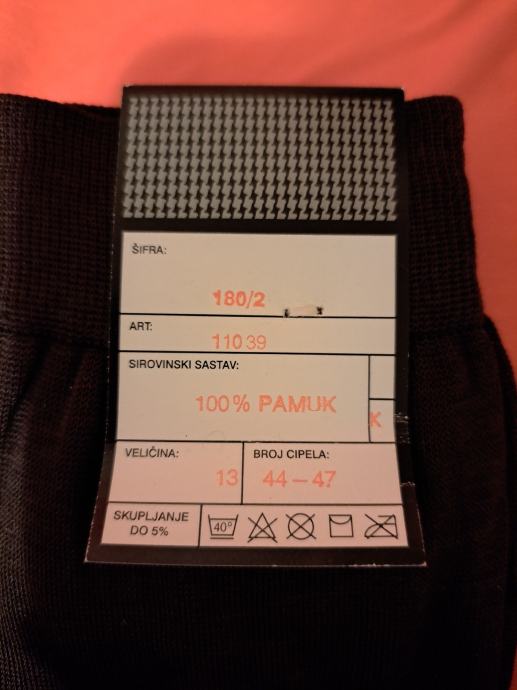 ŠIFRA:
180/2
ART:
110 39
SIROVINSKI SASTAV:
100% PAMUK
K
VELIČINA:
13
BROJ CIPELA:
44 – 47
SKUPLJANJE
DO 5%
40°